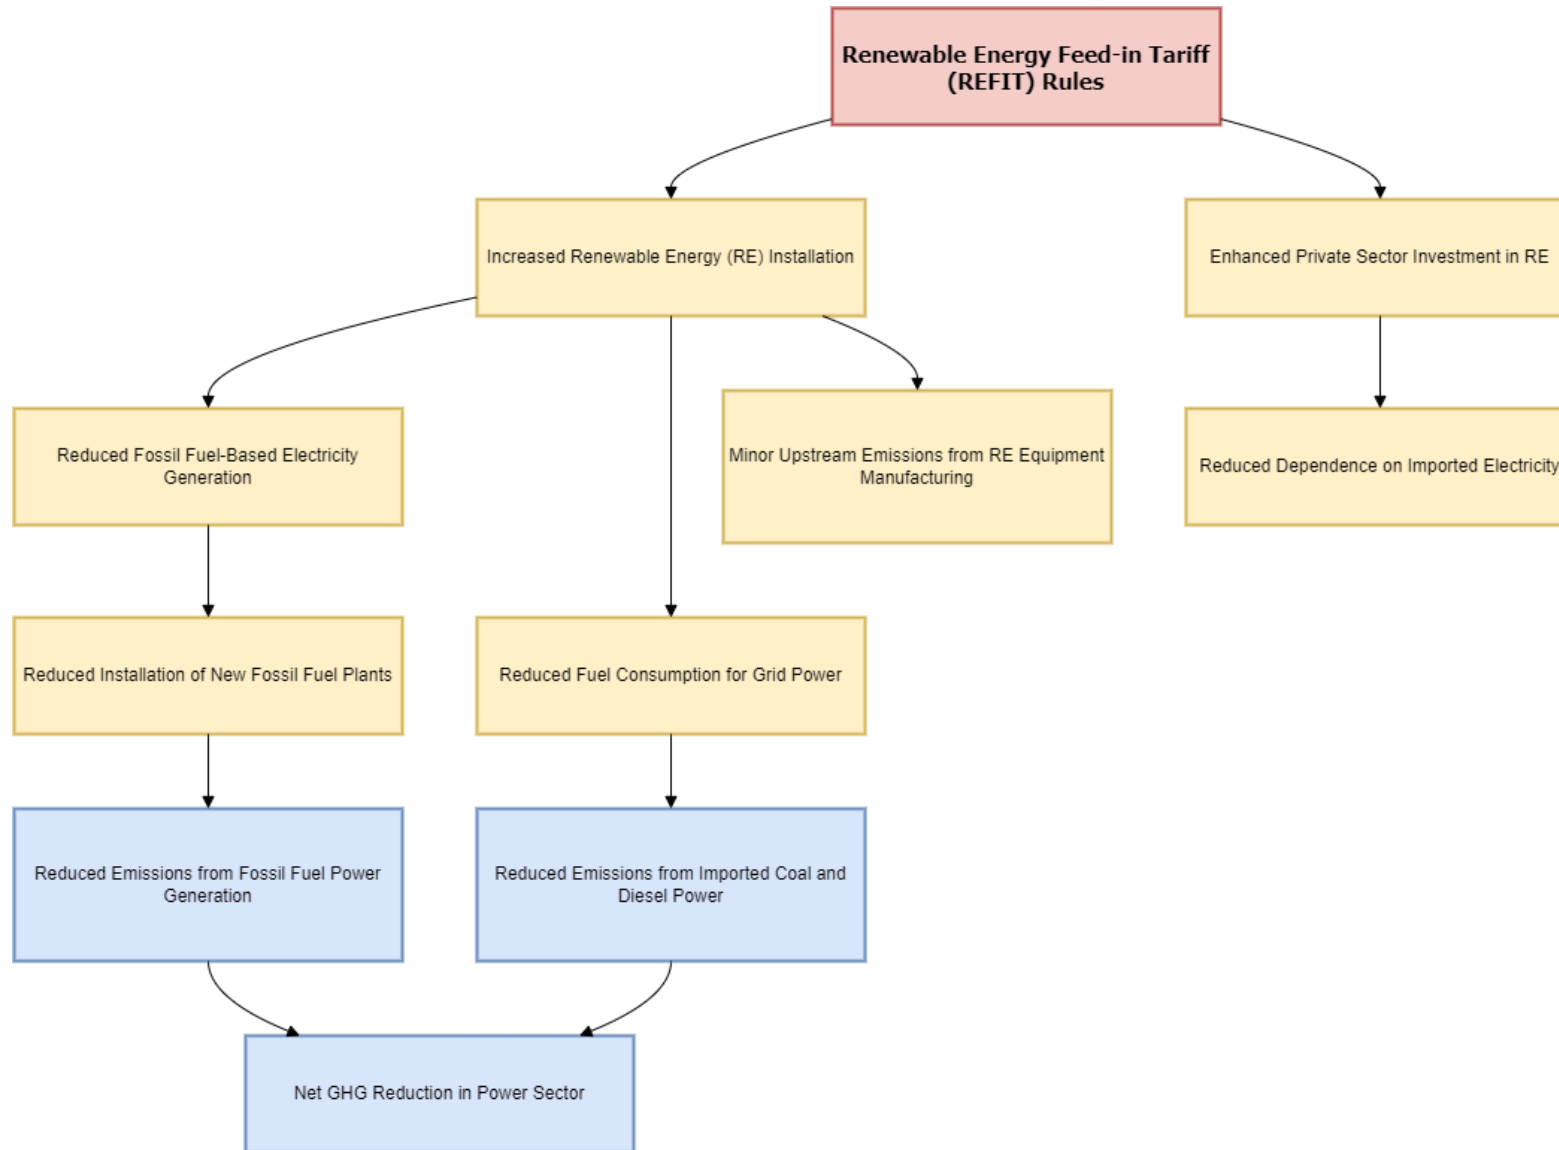 Renewable Energy Feed-in Tariff
(REFIT) Rules
Increased Renewable Energy (RE) Installation
Enhanced Private Sector Investment in RE
Reduced Fossil Fuel-Based Electricity
Generation
Minor Upstream Emissions from RE Equipment
Manufacturing
Reduced Dependence on Imported Electricity
Reduced Installation of New Fossil Fuel Plants
Reduced Fuel Consumption for Grid Power
Reduced Emissions from Fossil Fuel Power
Generation
Reduced Emissions from Imported Coal and
Diesel Power
Net GHG Reduction in Power Sector